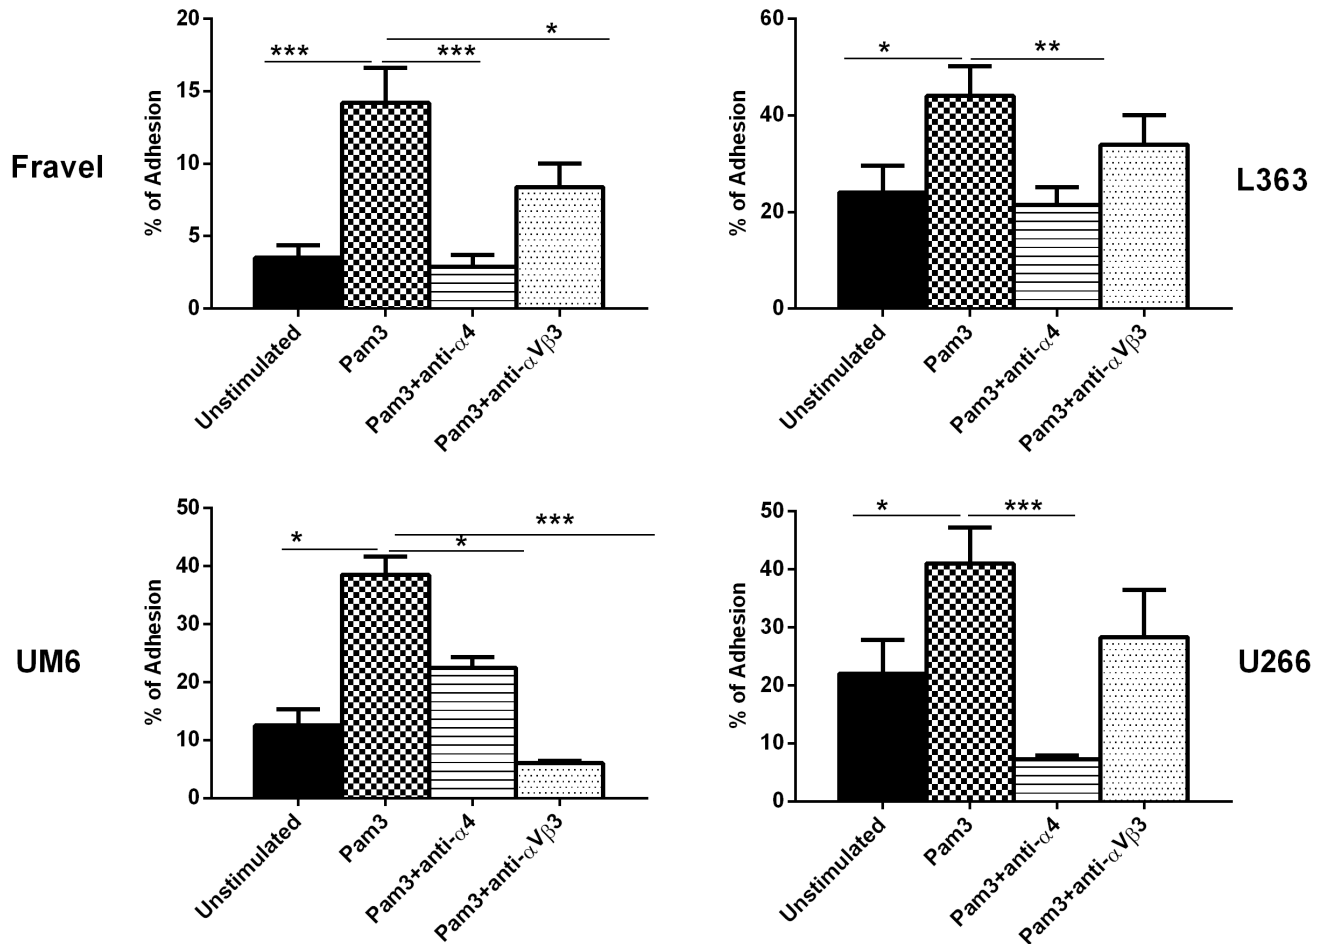 Fravel
% of Adhesion
20
15
10
5
0
***
***
*
Unstimulated
Pam3
Pam3+anti-α4
Pam3+anti-αVβ3
L363
% of Adhesion
60
40
20
0
*
**
Unstimulated
Pam3
Pam3+anti-α4
Pam3+anti-αVβ3
UM6
% of Adhesion
50
40
30
20
10
0
*
*
***
Unstimulated
Pam3
Pam3+anti-α4
Pam3+anti-αVβ3
U266
% of Adhesion
50
40
30
20
10
0
*
***
Unstimulated
Pam3
Pam3+anti-α4
Pam3+anti-αVβ3